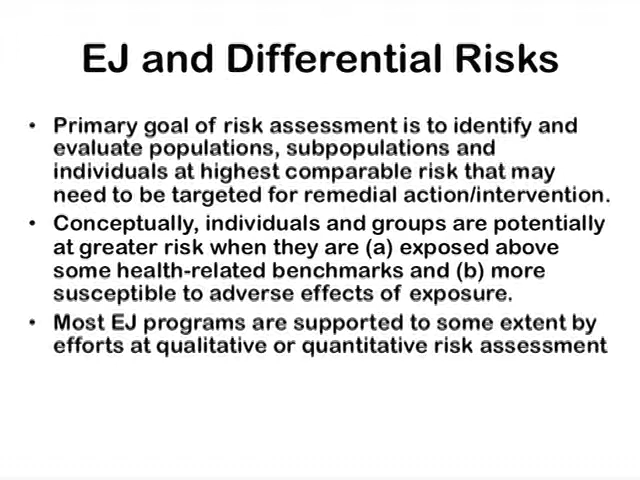 EJ and Differential Risks
• Primary goal of risk assessment is to identify and
evaluate populations, subpopulations and
individuals at highest comparable risk that may
need to be targeted for remedial action/intervention.
• Conceptually, individuals and groups are potentially
at greater risk when they are (a) exposed above
some health-related benchmarks and (b) more
susceptible to adverse effects of exposure.
• Most EJ programs are supported to some extent by
efforts at qualitative or quantitative risk assessment